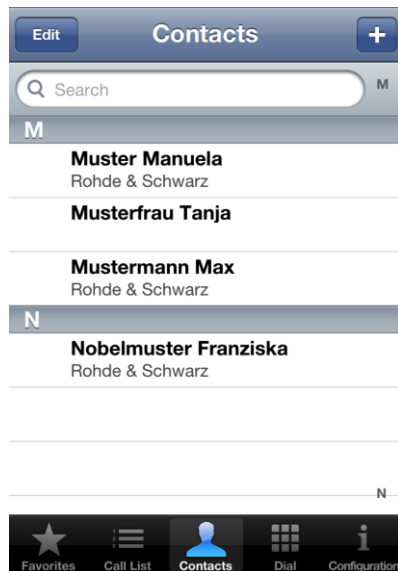 Edit
Contacts
+
Search
M
M
Muster Manuela
Rohde & Schwarz
Musterfrau Tanja
Mustermann Max
Rohde & Schwarz
N
Nobelmuster Franziska
Rohde & Schwarz
N
Favorites
Call List
Contacts
Dial
Configuration